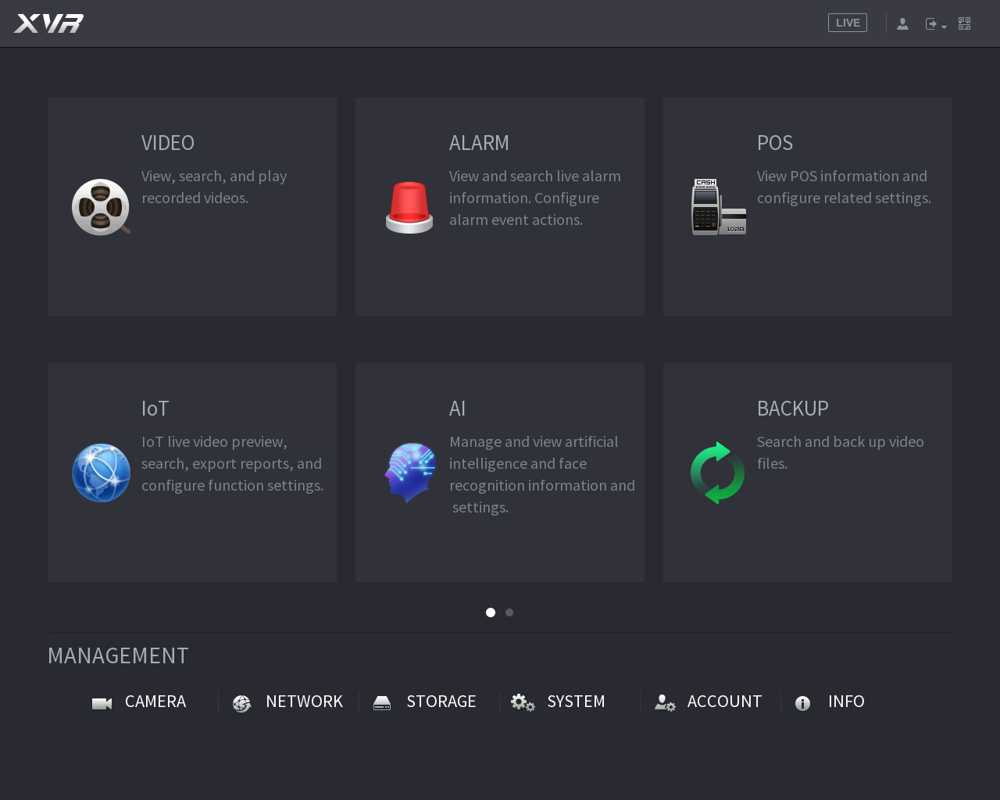 XVR
LIVE
VIDEO
View, search, and play
recorded videos.
ALARM
View and search live alarm
information. Configure
alarm event actions.
POS
View POS information and
configure related settings.
CASH
XXX XXX
1028
IoT
IoT live video preview,
search, export reports, and
configure function settings.
AI
Manage and view artificial
intelligence and face
recognition information and
settings.
BACKUP
Search and back up video
files.
MANAGEMENT
CAMERA
NETWORK
STORAGE
SYSTEM
ACCOUNT
INFO